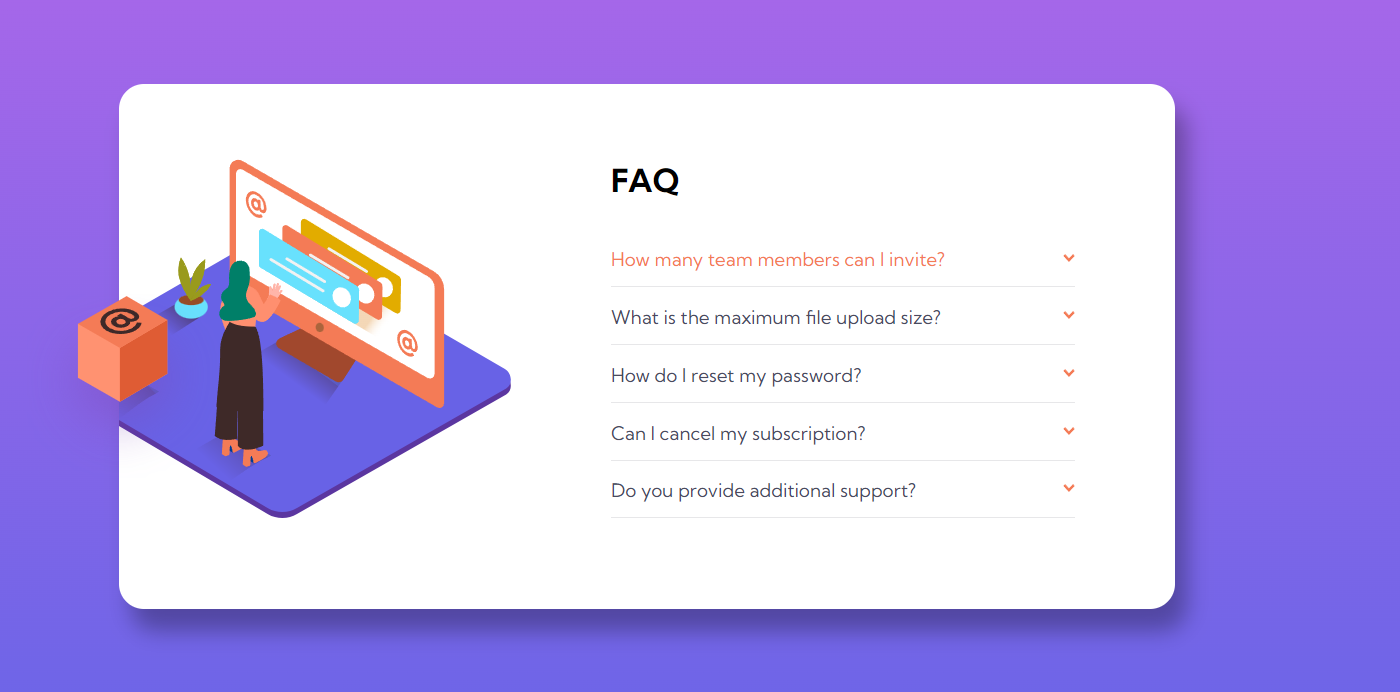 @
@
@
FAQ
How many team members can I invite?
What is the maximum file upload size?
How do I reset my password?
Can I cancel my subscription?
Do you provide additional support?